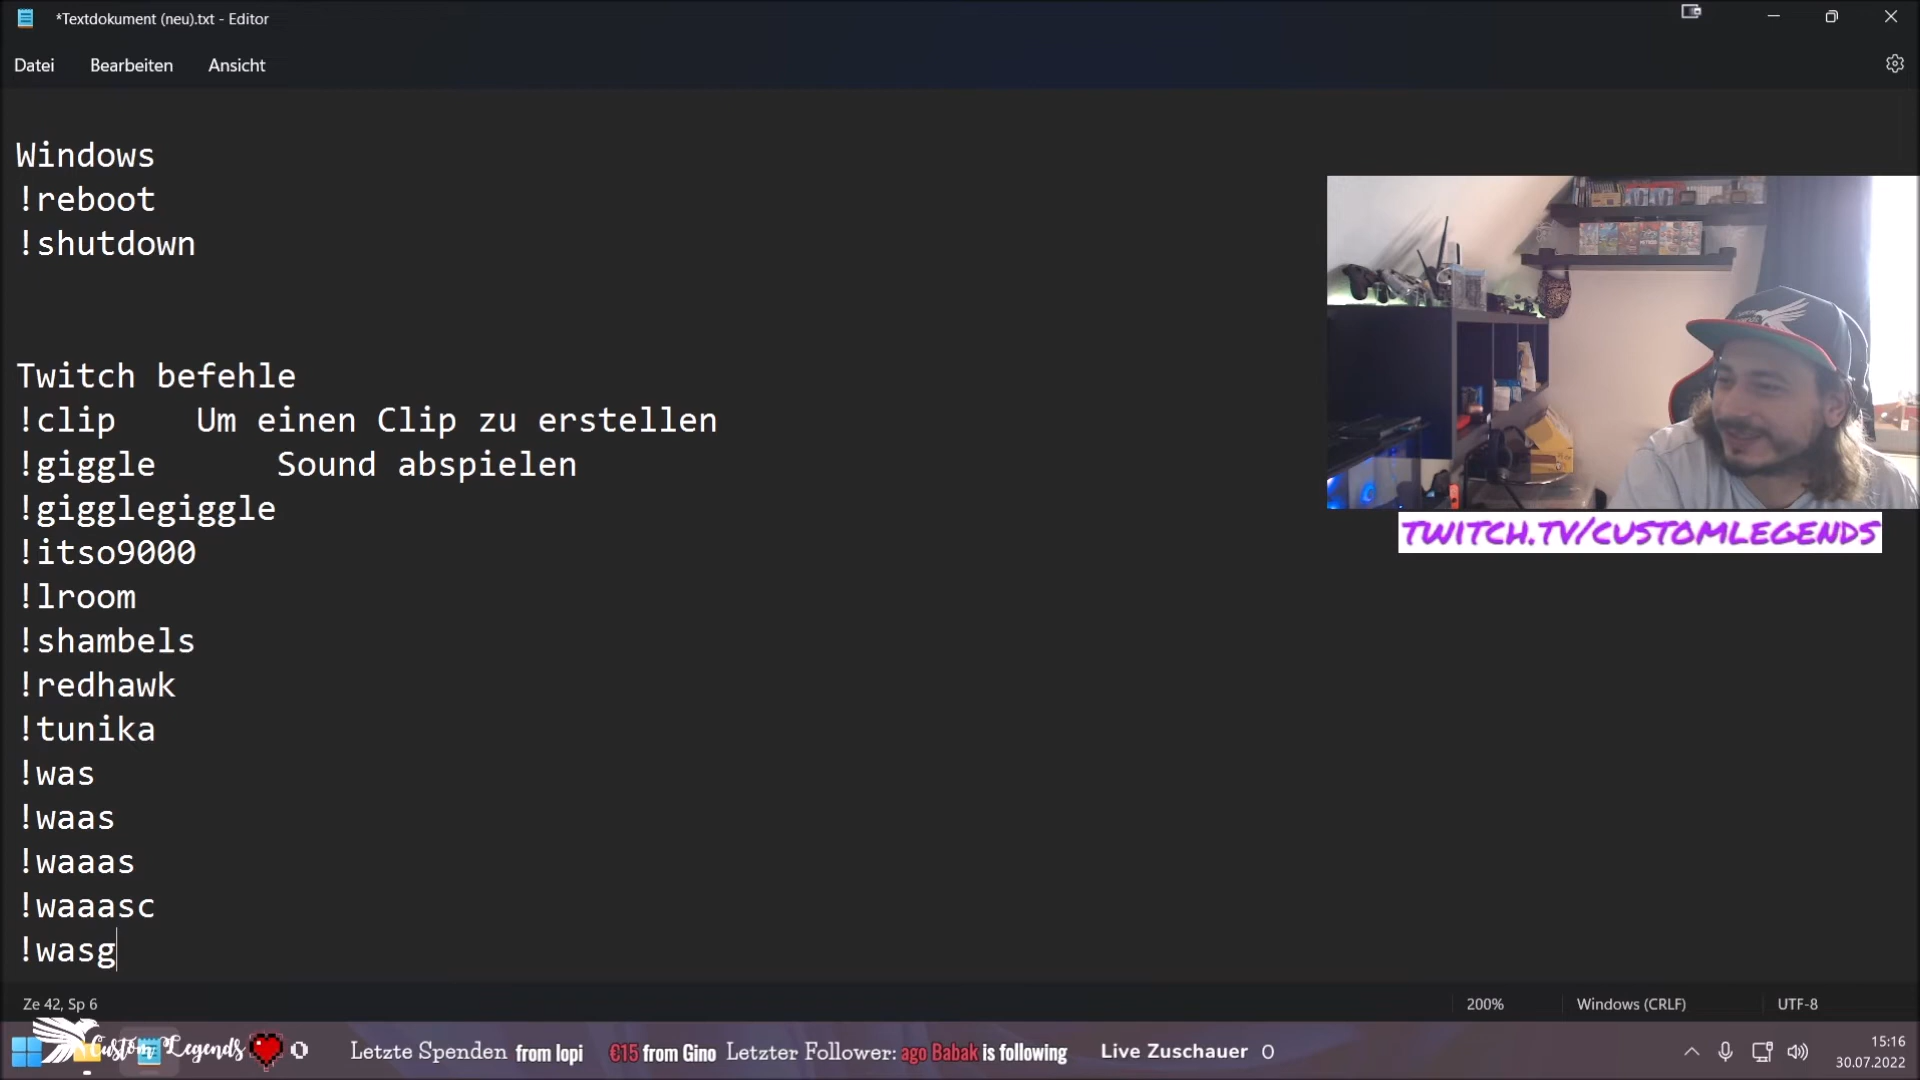 *Textdokument (neu).txt - Editor
Datei Bearbeiten Ansicht
Windows
!reboot
!shutdown
Twitch befehle
!clip Um einen Clip zu erstellen
!giggle Sound abspielen
!gigglegiggle
!itso9000
!lroom
!shambels
!redhawk
!tunika
!was
!waas
!waaas
!waaasc
!wasg
TWITCH.TV/CUSTOMLEGENDS
Ze 42, Sp 6 200% Windows (CRLF) UTF-8
Custom Legends 0 Letzte Spenden from lopi €15 from Gino Letzter Follower: ago Babak is following Live Zuschauer 0
15:16
30.07.2022